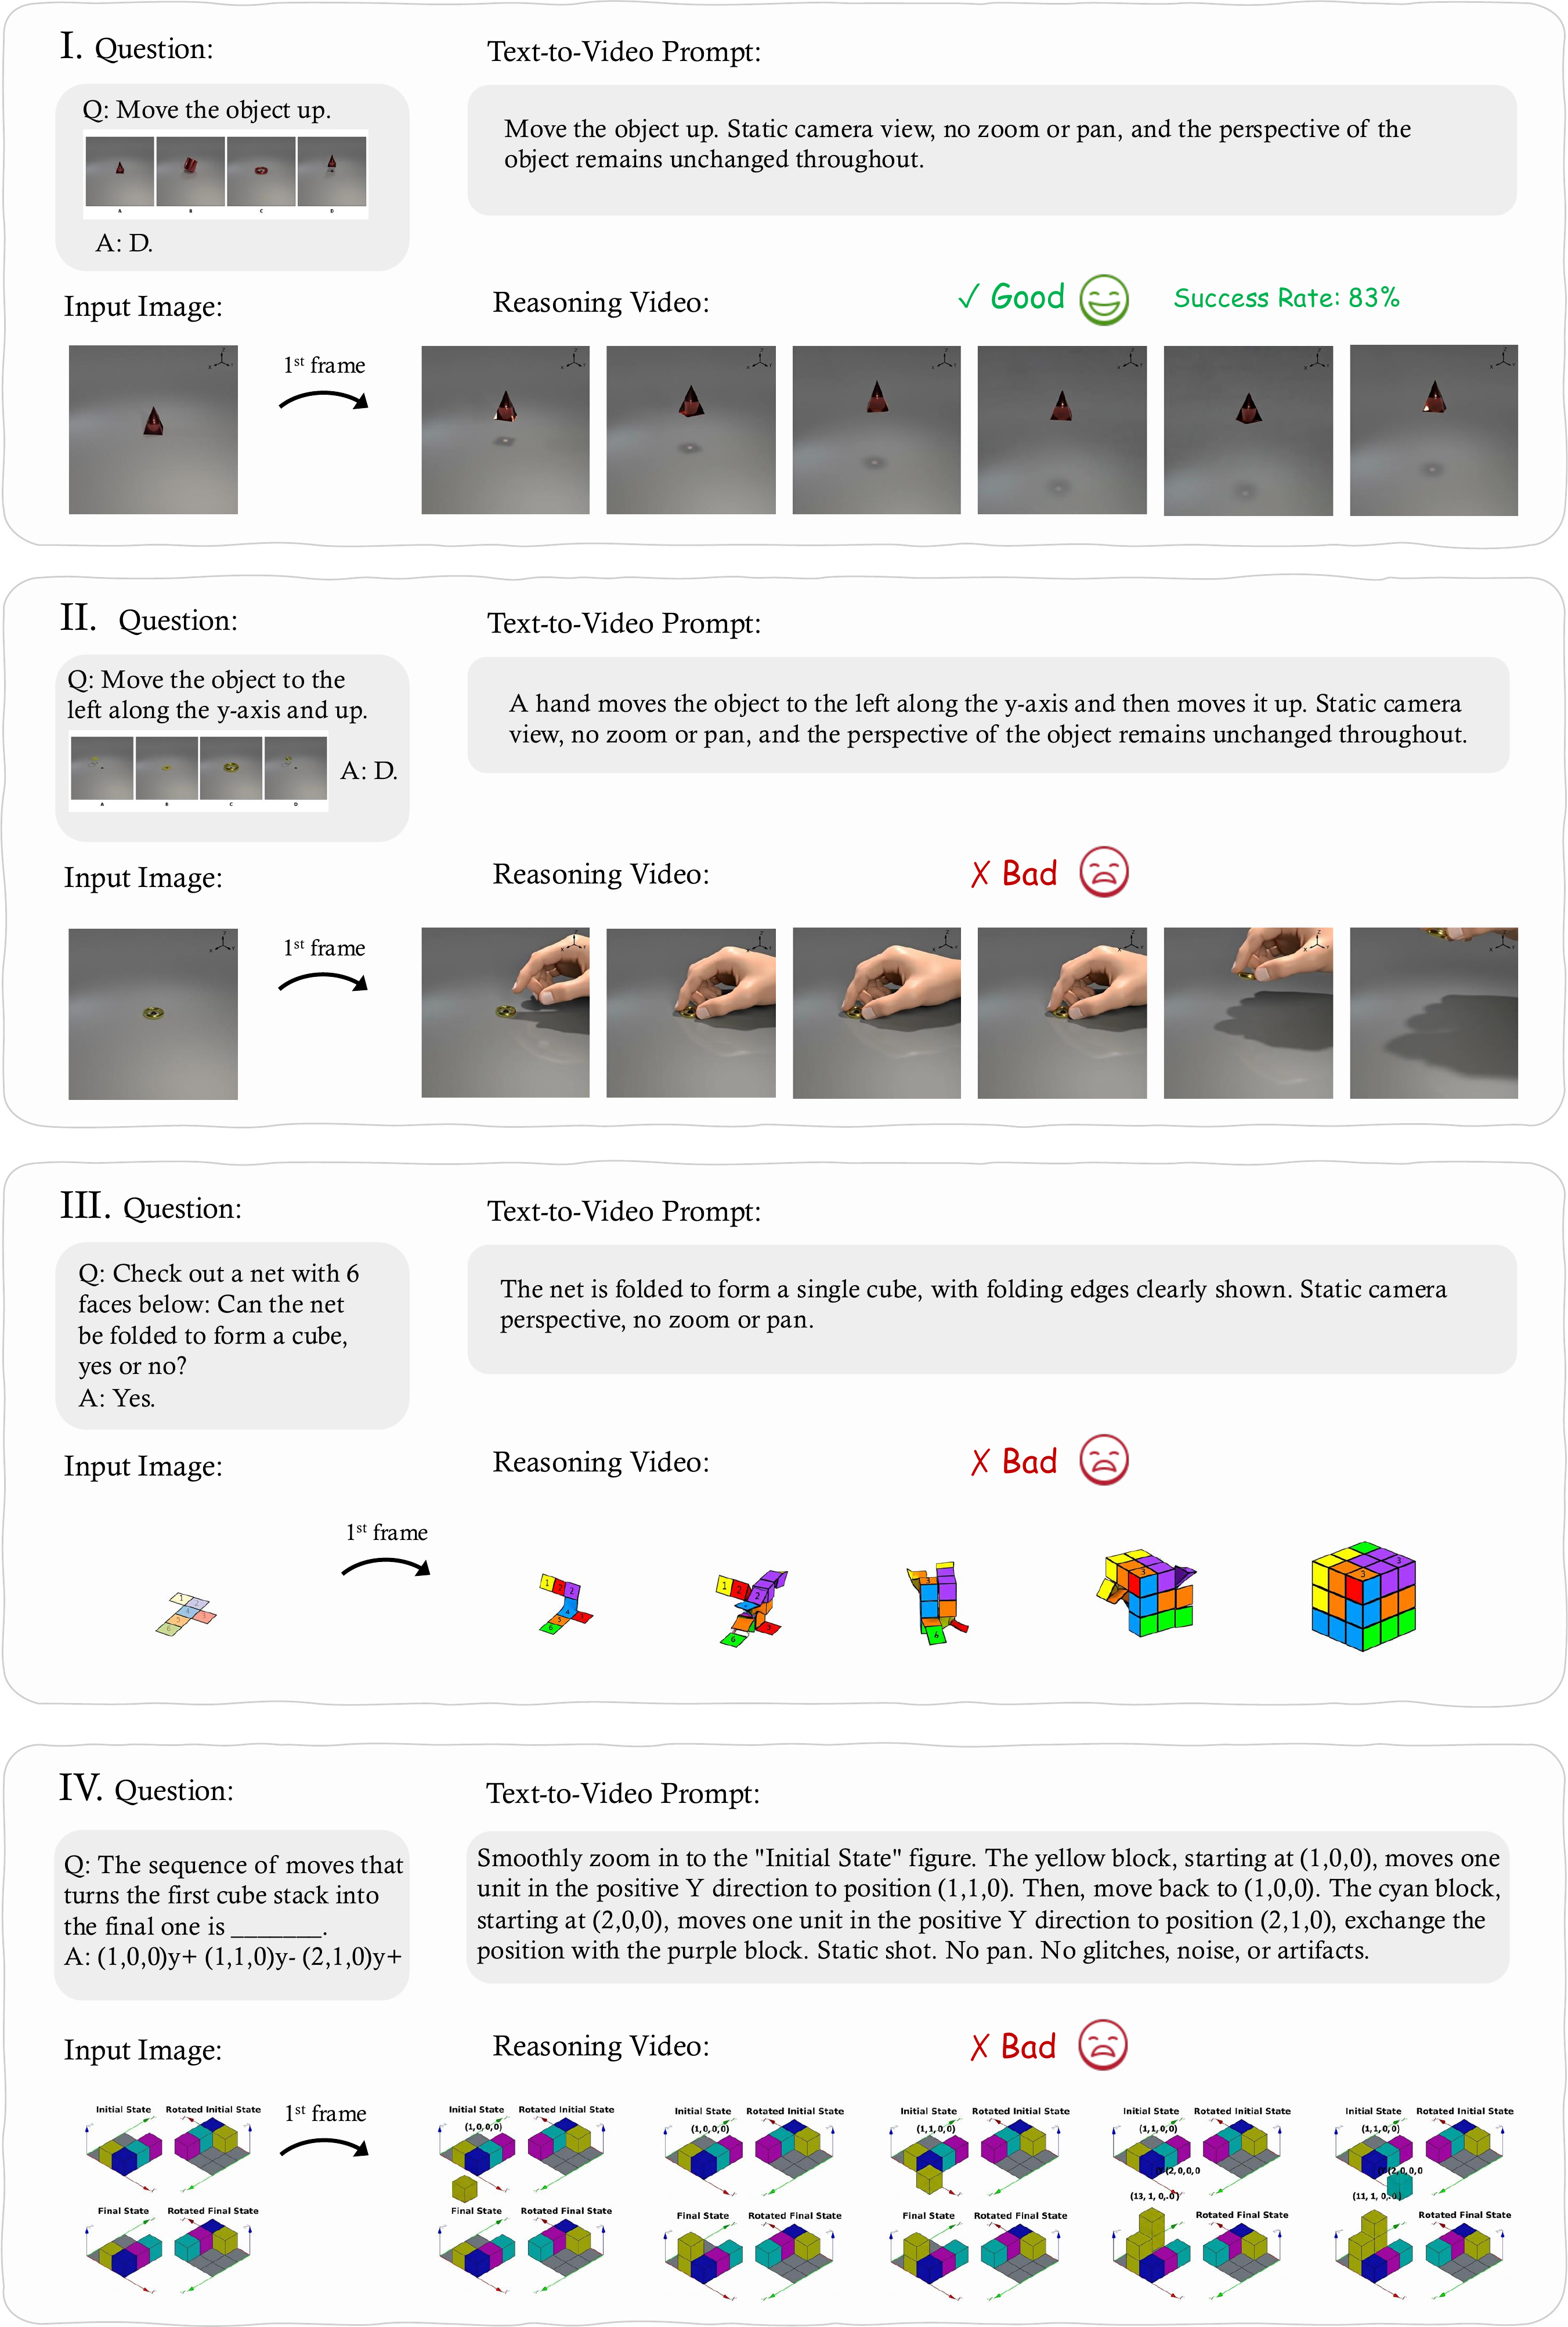 I. Question:
Text-to-Video Prompt:
Q: Move the object up.
A B C D
A: D.
Move the object up. Static camera view, no zoom or pan, and the perspective of the
object remains unchanged throughout.
Input Image:
Reasoning Video:
✓ Good
Success Rate: 83%
1st frame
II. Question:
Text-to-Video Prompt:
Q: Move the object to the
left along the y-axis and up.
A B C D
A: D.
A hand moves the object to the left along the y-axis and then moves it up. Static camera
view, no zoom or pan, and the perspective of the object remains unchanged throughout.
Input Image:
Reasoning Video:
✗ Bad
1st frame
III. Question:
Text-to-Video Prompt:
Q: Check out a net with 6
faces below: Can the net
be folded to form a cube,
yes or no?
A: Yes.
The net is folded to form a single cube, with folding edges clearly shown. Static camera
perspective, no zoom or pan.
Input Image:
Reasoning Video:
✗ Bad
1st frame
IV. Question:
Text-to-Video Prompt:
Q: The sequence of moves that
turns the first cube stack into
the final one is _______.
A: (1,0,0)y+ (1,1,0)y- (2,1,0)y+
Smoothly zoom in to the "Initial State" figure. The yellow block, starting at (1,0,0), moves one
unit in the positive Y direction to position (1,1,0). Then, move back to (1,0,0). The cyan block,
starting at (2,0,0), moves one unit in the positive Y direction to position (2,1,0), exchange the
position with the purple block. Static shot. No pan. No glitches, noise, or artifacts.
Input Image:
Reasoning Video:
✗ Bad
1st frame
Initial State Rotated Initial State
Final State Rotated Final State
Initial State Rotated Initial State
(1,0,0,0)
Final State Rotated Final State
Initial State Rotated Initial State
(1,0,0,0)
Final State Rotated Final State
Initial State Rotated Initial State
(1,1,0,0)
Final State Rotated Final State
Initial State Rotated Initial State
(1,1,0,0)
(2,0,0,0
(13, 1,0,.0)
Rotated Final State
Initial State Rotated Initial State
(1,1,0,0)
(2,0,0,0
(11, 1,0,.0)
Rotated Final State